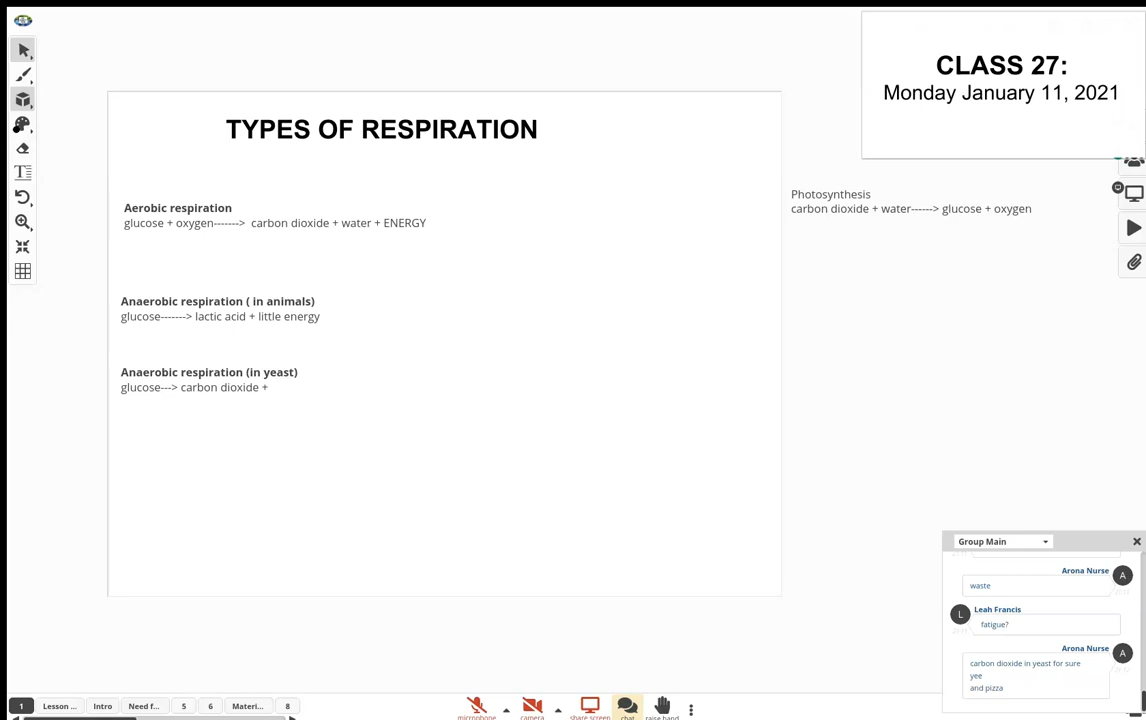 CLASS 27:
Monday January 11, 2021
TYPES OF RESPIRATION
Aerobic respiration
glucose + oxygen-------> carbon dioxide + water + ENERGY
Photosynthesis
carbon dioxide + water------> glucose + oxygen
Anaerobic respiration ( in animals)
glucose-------> lactic acid + little energy
Anaerobic respiration (in yeast)
glucose---> carbon dioxide +
Group Main
Arona Nurse
A
waste
Leah Francis
L
fatigue?
Arona Nurse
A
carbon dioxide in yeast for sure
yee
and pizza
1 Lesson ... Intro Need f... 5 6 Materi... 8
microphone camera share screen chat raise hand